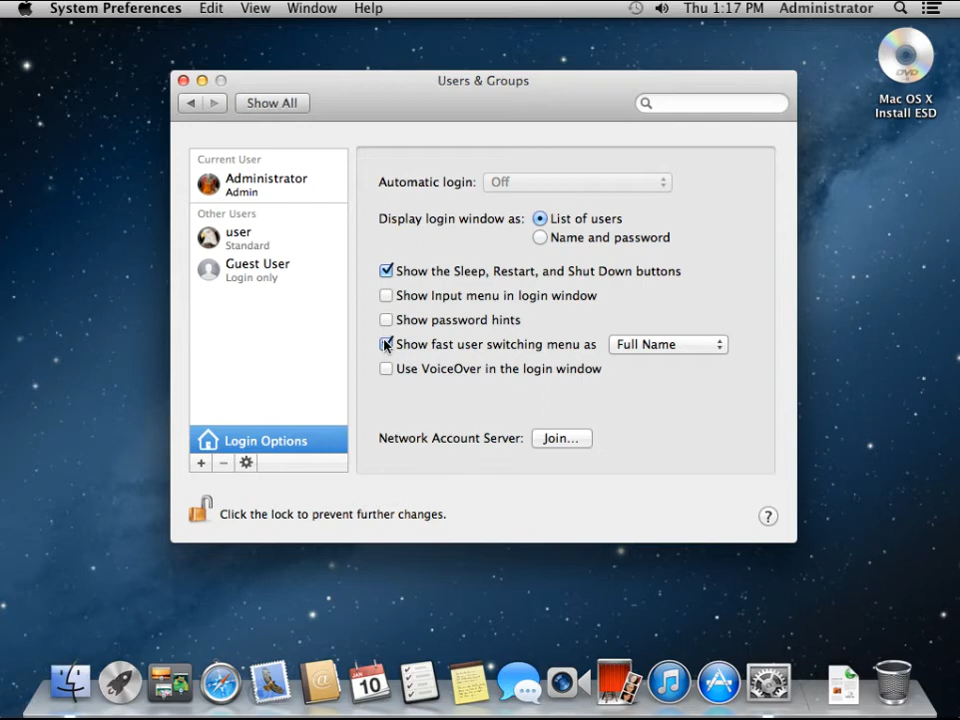 System Preferences Edit View Window Help Thu 1:17 PM Administrator
DVD
Mac OS X
Install ESD
Users & Groups
Show All
Current User
Administrator
Admin
Other Users
user
Standard
Guest User
Login only
Login Options
Automatic login: Off
Display login window as: List of users
Name and password
Show the Sleep, Restart, and Shut Down buttons
Show Input menu in login window
Show password hints
Show fast user switching menu as Full Name
Use VoiceOver in the login window
Network Account Server: Join...
Click the lock to prevent further changes.
?
10